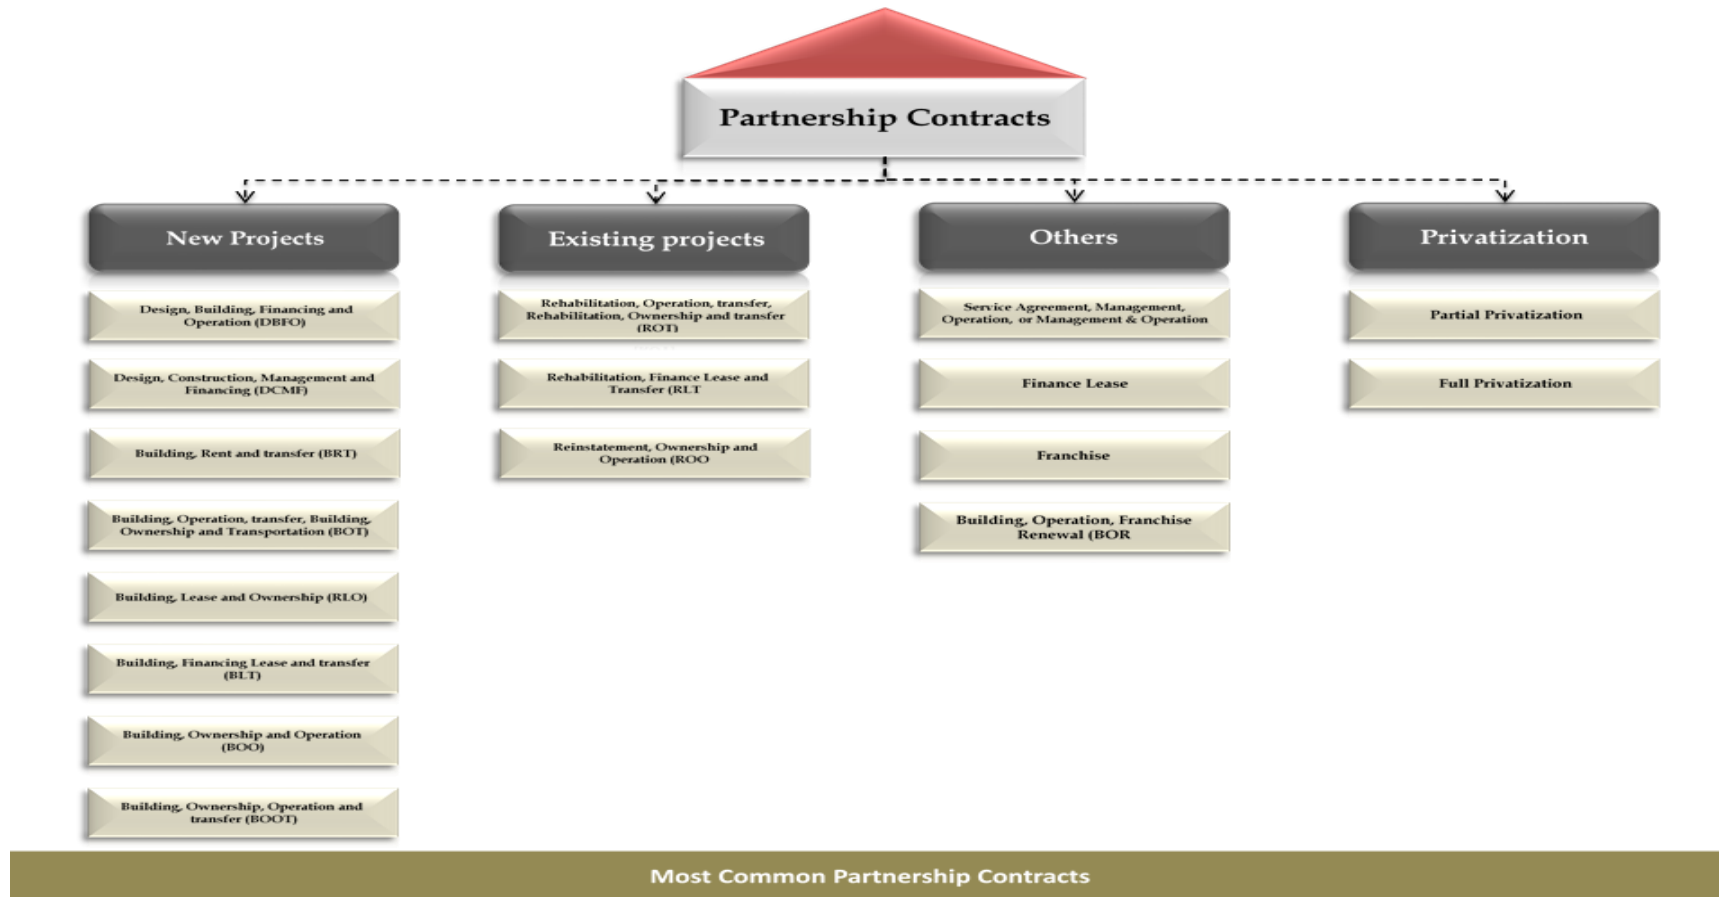 Partnership Contracts
New Projects
Design, Building, Financing and
Operation (DBFO)
Design, Construction, Management and
Financing (DCMF)
Building, Rent and transfer (BRT)
Building, Operation, transfer, Building,
Ownership and Transportation (BOT)
Building, Lease and Ownership (RLO)
Building, Financing Lease and transfer
(BLT)
Building, Ownership and Operation
(BOO)
Building, Ownership, Operation and
transfer (BOOT)
Existing projects
Rehabilitation, Operation, transfer,
Rehabilitation, Ownership and transfer
(ROT)
Rehabilitation, Finance Lease and
Transfer (RLT
Reinstatement, Ownership and
Operation (ROO
Others
Service Agreement, Management,
Operation, or Management & Operation
Finance Lease
Franchise
Building, Operation, Franchise
Renewal (BOR
Privatization
Partial Privatization
Full Privatization
Most Common Partnership Contracts